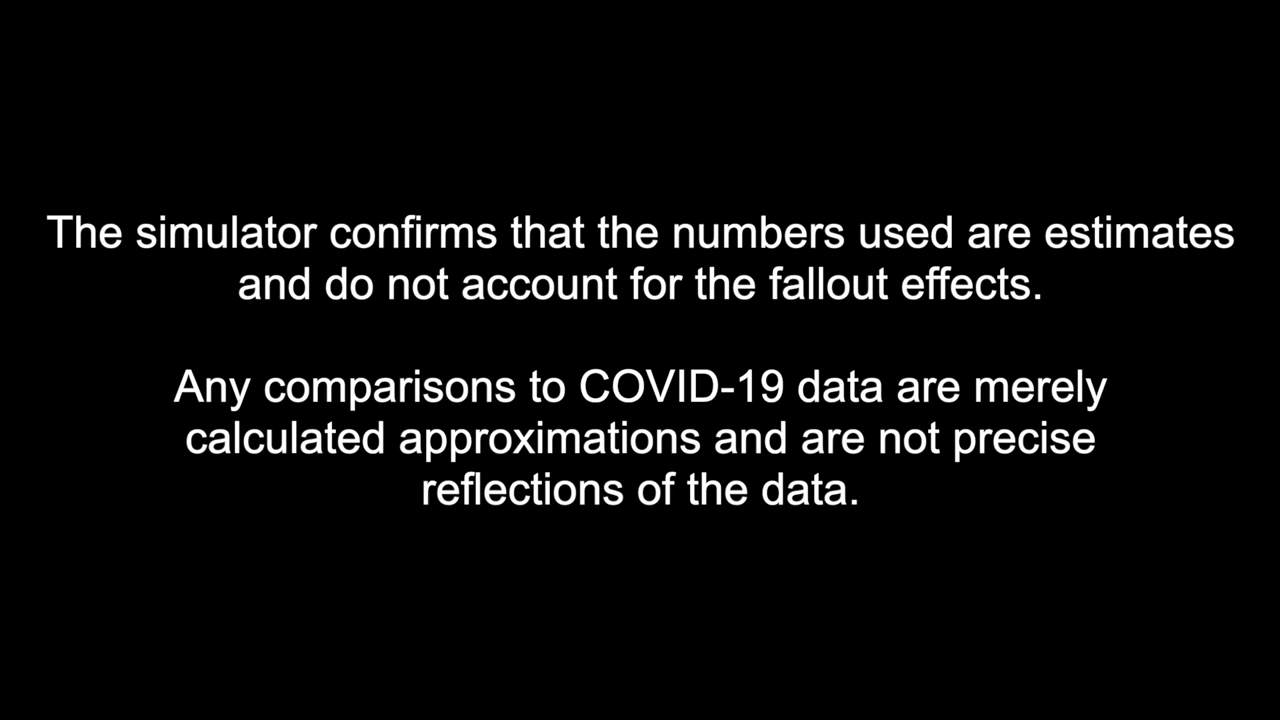 The simulator confirms that the numbers used are estimates
and do not account for the fallout effects.
Any comparisons to COVID-19 data are merely
calculated approximations and are not precise
reflections of the data.